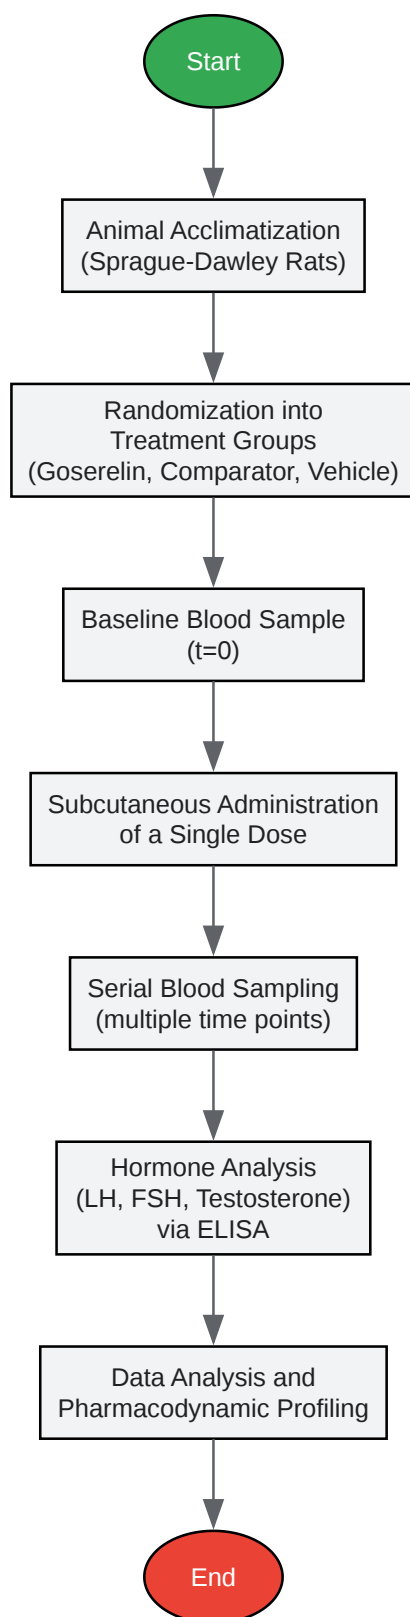 Start
Animal Acclimatization
(Sprague-Dawley Rats)
Randomization into
Treatment Groups
(Goserelin, Comparator, Vehicle)
Baseline Blood Sample
(t=0)
Subcutaneous Administration
of a Single Dose
Serial Blood Sampling
(multiple time points)
Hormone Analysis
(LH, FSH, Testosterone)
via ELISA
Data Analysis and
Pharmacodynamic Profiling
End